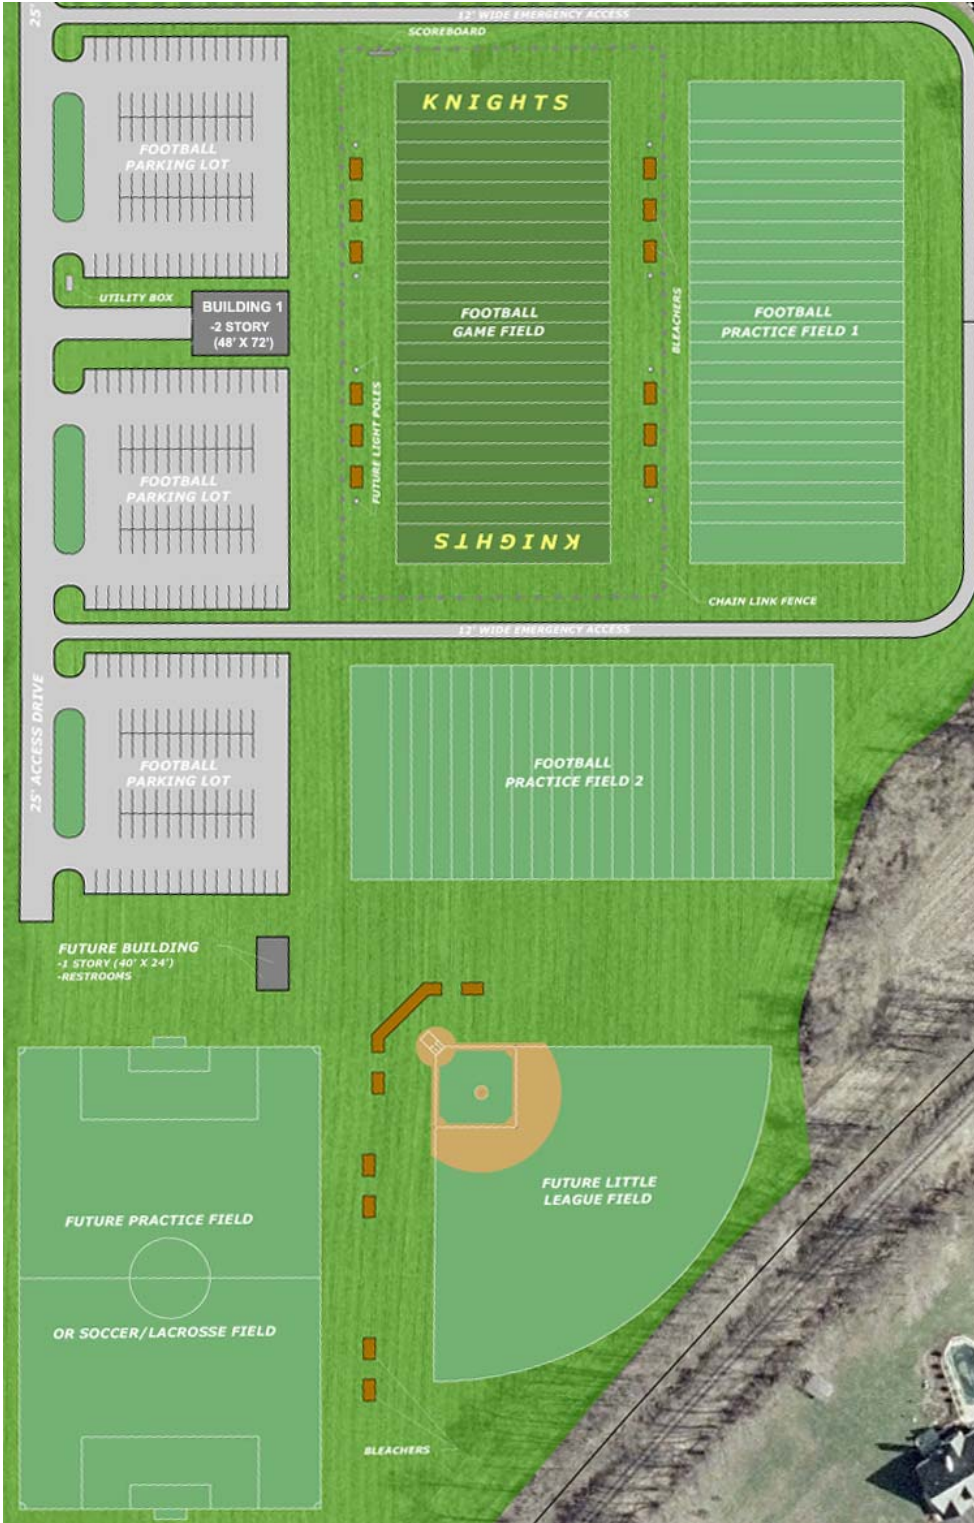 25'
12' WIDE EMERGENCY ACCESS
SCOREBOARD
KNIGHTS
FOOTBALL
PARKING LOT
UTILITY BOX
BUILDING 1
-2 STORY
(48' X 72')
FOOTBALL
GAME FIELD
BLEACHERS
FOOTBALL
PRACTICE FIELD 1
FUTURE LIGHT POLES
FOOTBALL
PARKING LOT
KNIGHTS
CHAIN LINK FENCE
12' WIDE EMERGENCY ACCESS
25' ACCESS DRIVE
FOOTBALL
PARKING LOT
FOOTBALL
PRACTICE FIELD 2
FUTURE BUILDING
-1 STORY (40' X 24')
-RESTROOMS
FUTURE LITTLE
LEAGUE FIELD
FUTURE PRACTICE FIELD
OR SOCCER/LACROSSE FIELD
BLEACHERS